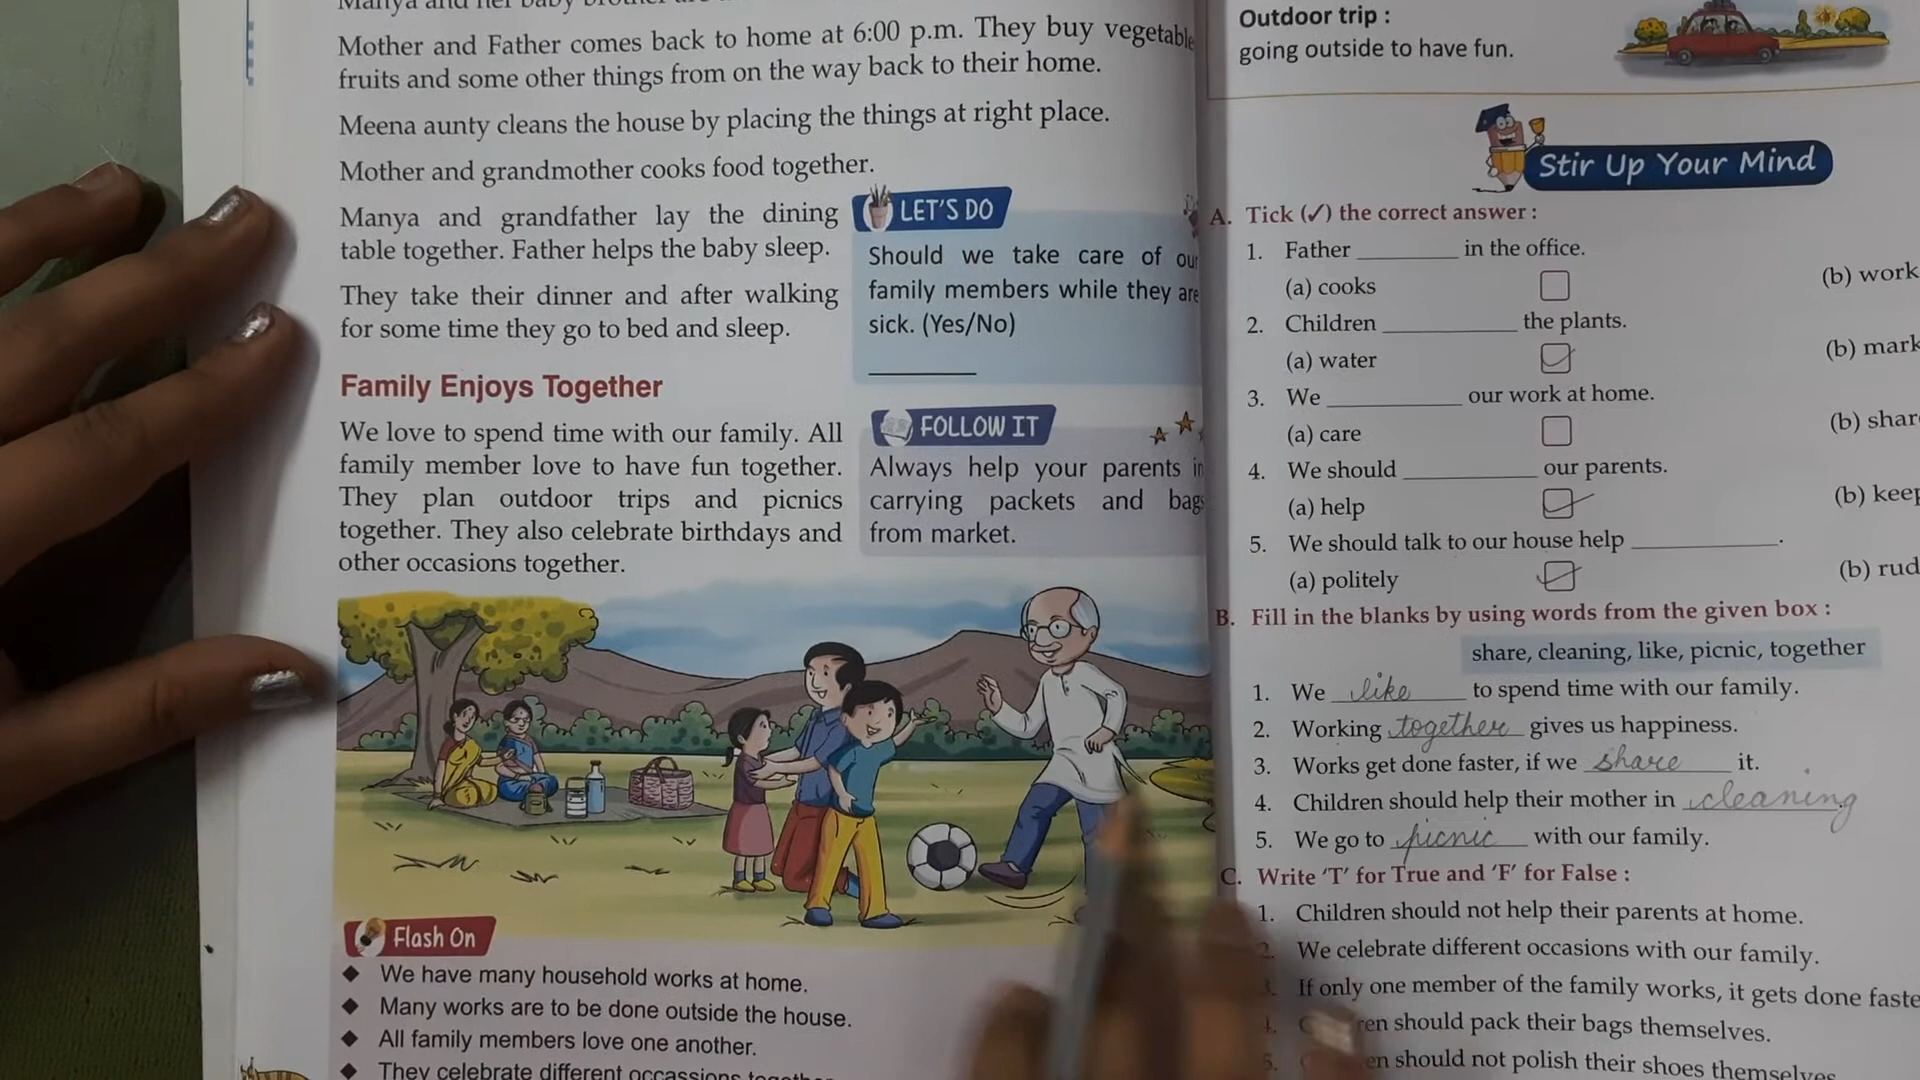 Mother and Father comes back to home at 6:00 p.m. They buy vegetable
fruits and some other things from on the way back to their home.
Meena aunty cleans the house by placing the things at right place.
Mother and grandmother cooks food together.
Manya and grandfather lay the dining
table together. Father helps the baby sleep.
They take their dinner and after walking
for some time they go to bed and sleep.
LET'S DO
Should we take care of our
family members while they are
sick. (Yes/No)
Family Enjoys Together
We love to spend time with our family. All
family member love to have fun together.
They plan outdoor trips and picnics
together. They also celebrate birthdays and
other occasions together.
FOLLOW IT
Always help your parents in
carrying packets and bags
from market.
Flash On
◆ We have many household works at home.
◆ Many works are to be done outside the house.
◆ All family members love one another.
◆ They celebrate different occassions
Outdoor trip :
going outside to have fun.
Stir Up Your Mind
A. Tick (✓) the correct answer :
1. Father ________ in the office.
(a) cooks (b) work
2. Children ________ the plants.
(a) water (b) mark
3. We ________ our work at home.
(a) care (b) share
4. We should ________ our parents.
(a) help (b) keep
5. We should talk to our house help ________.
(a) politely (b) rud
B. Fill in the blanks by using words from the given box :
share, cleaning, like, picnic, together
1. We like to spend time with our family.
2. Working together gives us happiness.
3. Works get done faster, if we share it.
4. Children should help their mother in cleaning.
5. We go to picnic with our family.
C. Write 'T' for True and 'F' for False :
1. Children should not help their parents at home.
2. We celebrate different occasions with our family.
3. If only one member of the family works, it gets done faste
4. should pack their bags themselves.
5. should not polish their shoes themselves